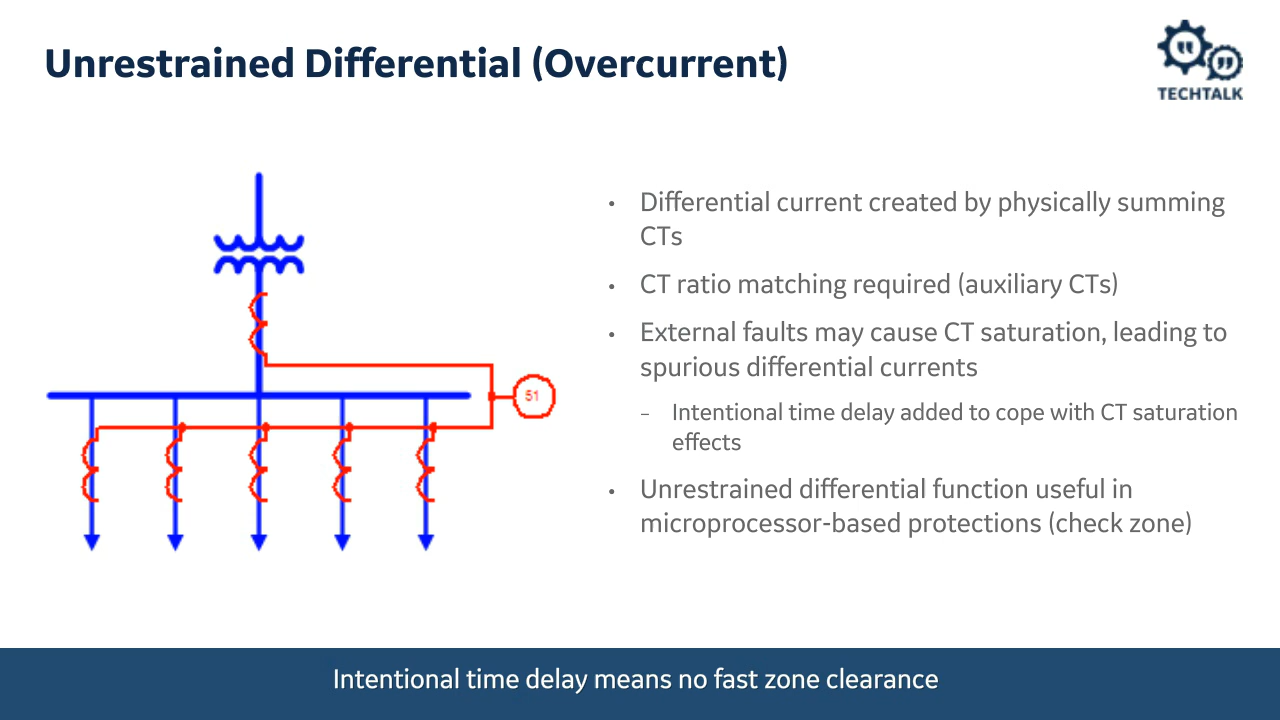 Unrestrained Differential (Overcurrent)
TECHTALK
51
• Differential current created by physically summing
CTs
• CT ratio matching required (auxiliary CTs)
• External faults may cause CT saturation, leading to
spurious differential currents
– Intentional time delay added to cope with CT saturation
effects
• Unrestrained differential function useful in
microprocessor-based protections (check zone)
Intentional time delay means no fast zone clearance